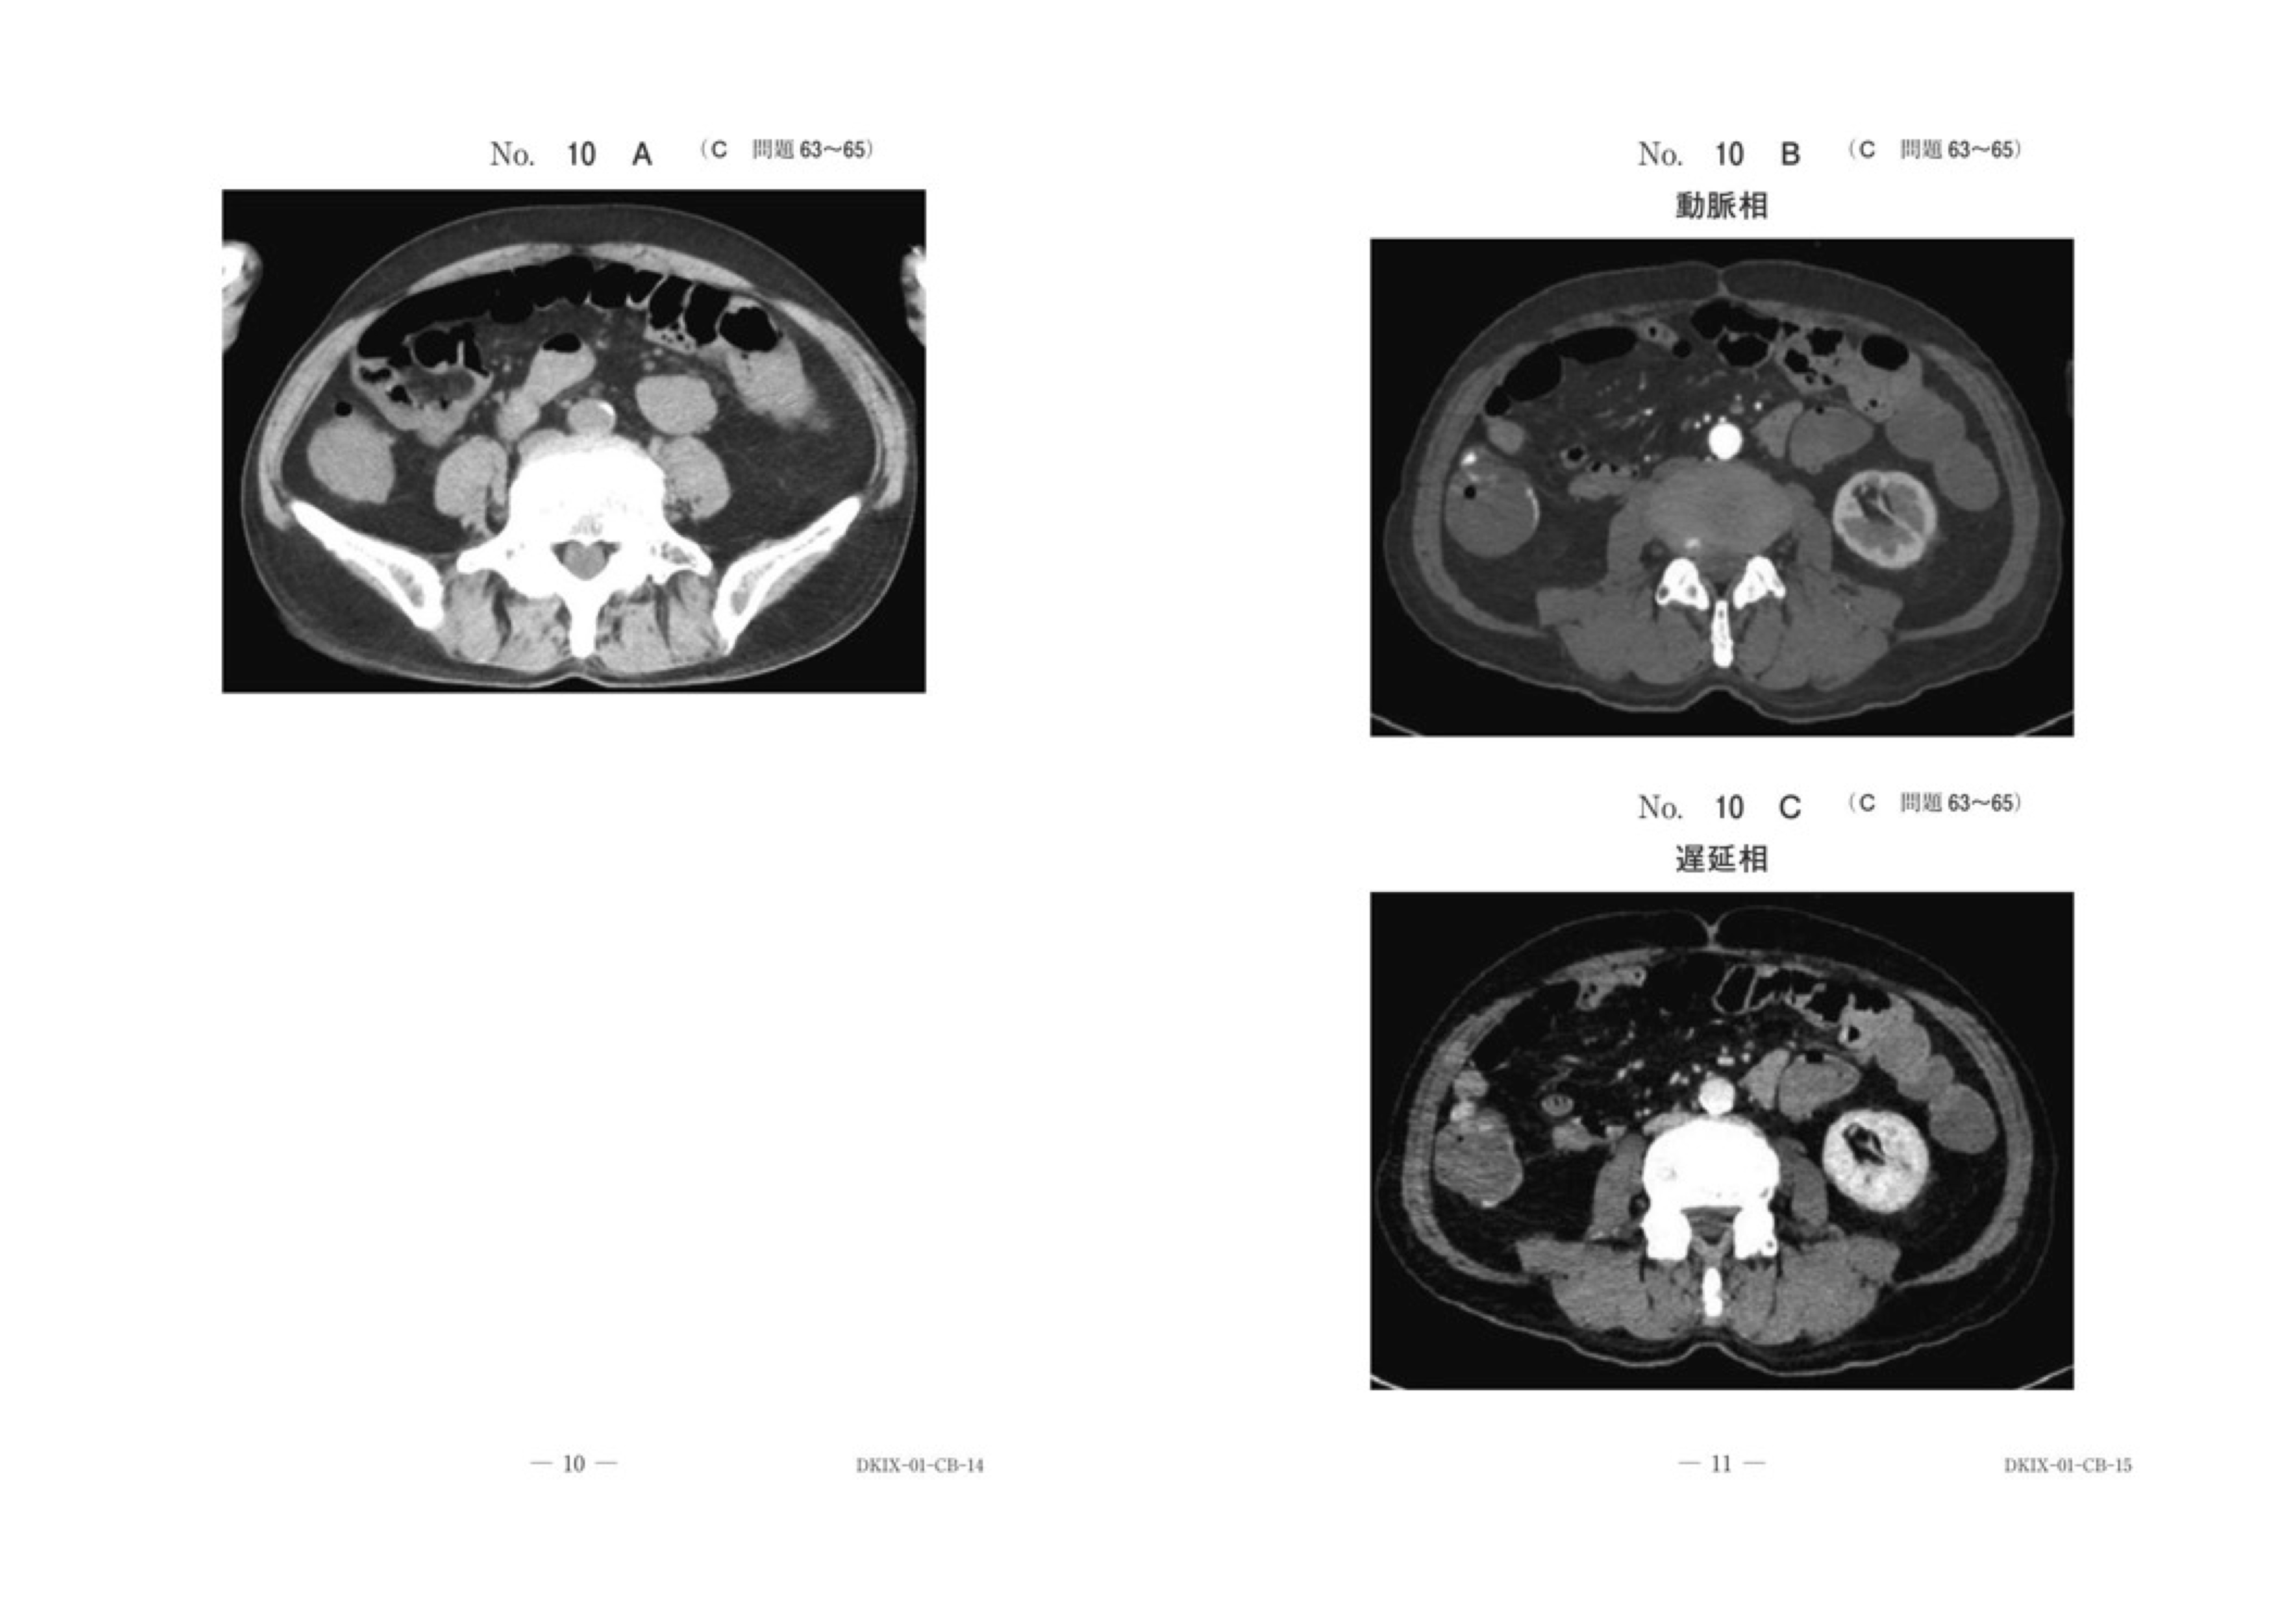 No. 10 A (C 問題 63〜65)
No. 10 B (C 問題 63〜65)
動脈相
No. 10 C (C 問題 63〜65)
遅延相
— 10 —
DKIX-01-CB-14
— 11 —
DKIX-01-CB-15